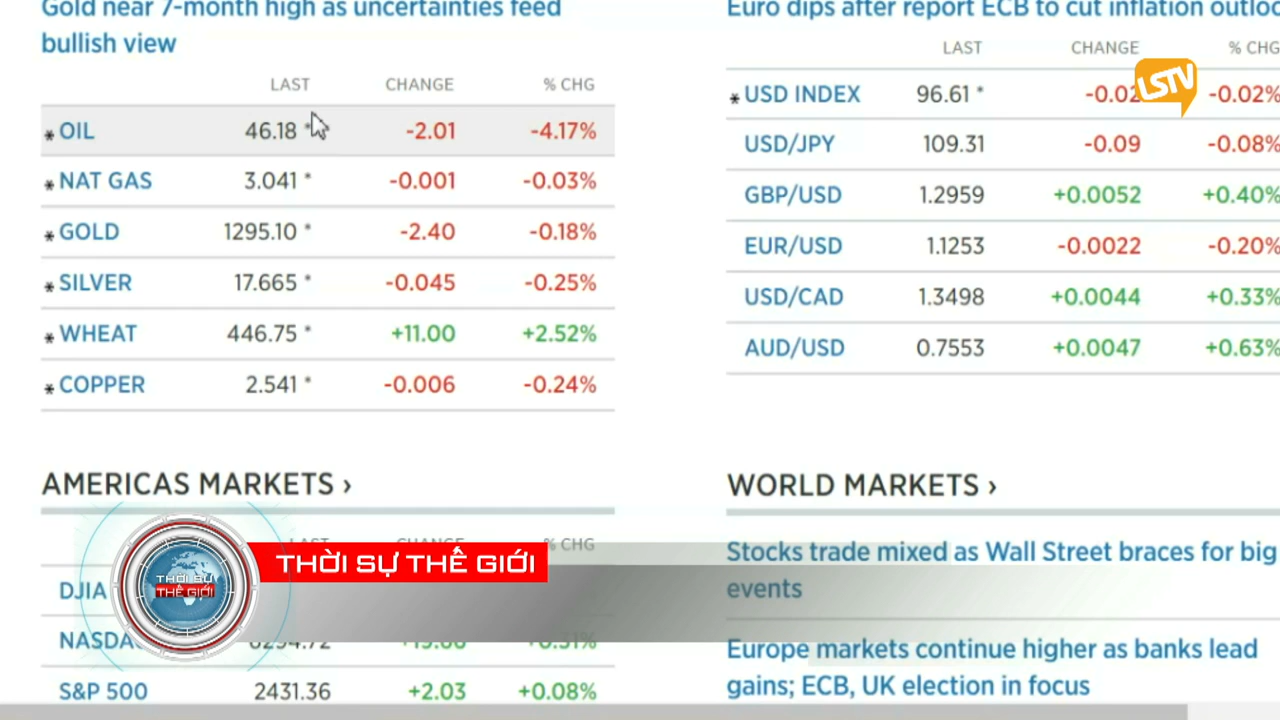 Gold near 7-month high as uncertainties feed
bullish view
LAST CHANGE % CHG
* OIL 46.18 * -2.01 -4.17%
* NAT GAS 3.041 * -0.001 -0.03%
* GOLD 1295.10 * -2.40 -0.18%
* SILVER 17.665 * -0.045 -0.25%
* WHEAT 446.75 * +11.00 +2.52%
* COPPER 2.541 * -0.006 -0.24%
Euro dips after report ECB to cut inflation
LAST CHANGE % CHG
* USD INDEX 96.61 * -0.02 -0.02%
USD/JPY 109.31 -0.09 -0.08%
GBP/USD 1.2959 +0.0052 +0.40%
EUR/USD 1.1253 -0.0022 -0.20%
USD/CAD 1.3498 +0.0044 +0.33%
AUD/USD 0.7553 +0.0047 +0.63%
LSTV
AMERICAS MARKETS ›
LAST CHANGE % CHG
DJIA
S&P 500 2431.36 +2.03 +0.08%
WORLD MARKETS ›
Stocks trade mixed as Wall Street braces for big
events
Europe markets continue higher as banks lead
gains; ECB, UK election in focus
THỜI SỰ THẾ GIỚI
THỜI SỰ
THẾ GIỚI